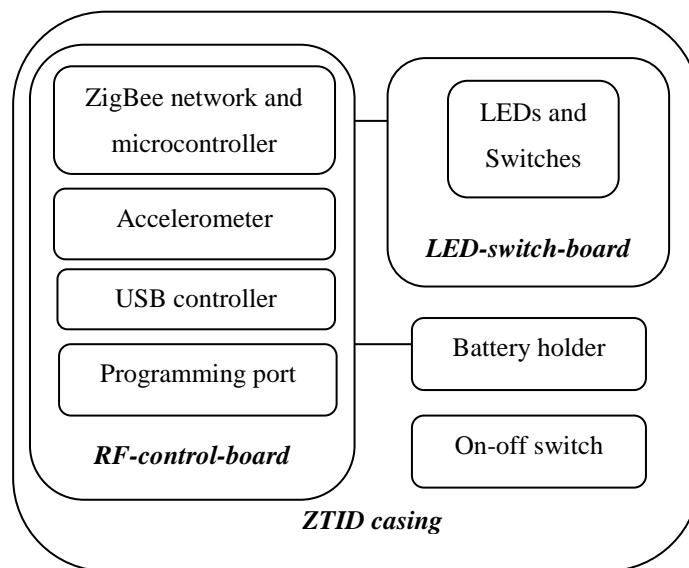 ZigBee network and
microcontroller
Accelerometer
USB controller
Programming port
RF-control-board
LEDs and
Switches
LED-switch-board
Battery holder
On-off switch
ZTID casing